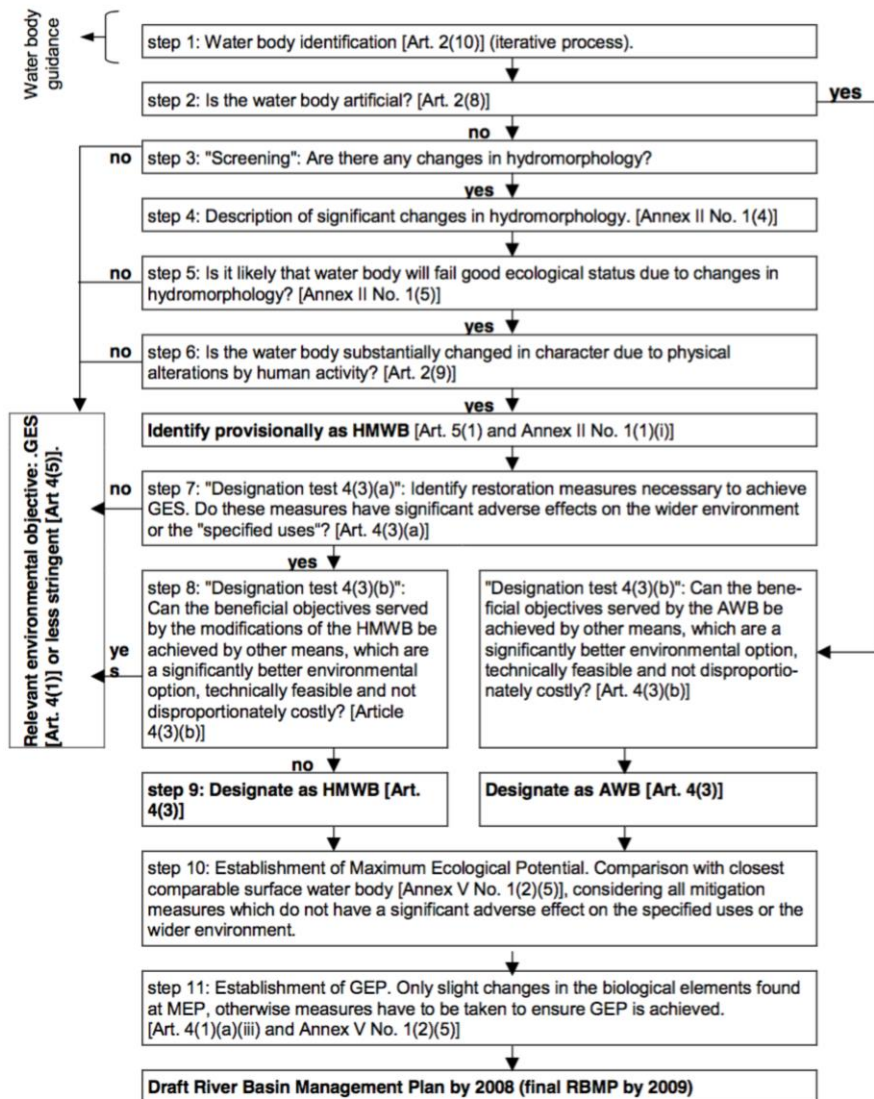 Water body
guidance
step 1: Water body identification [Art. 2(10)] (iterative process).
step 2: Is the water body artificial? [Art. 2(8)]
yes
no
no
step 3: "Screening": Are there any changes in hydromorphology?
yes
step 4: Description of significant changes in hydromorphology. [Annex II No. 1(4)]
no
step 5: Is it likely that water body will fail good ecological status due to changes in
hydromorphology? [Annex II No. 1(5)]
yes
no
step 6: Is the water body substantially changed in character due to physical
alterations by human activity? [Art. 2(9)]
yes
Identify provisionally as HMWB [Art. 5(1) and Annex II No. 1(1)(i)]
Relevant environmental objective: .GES
[Art. 4(1)] or less stringent [Art 4(5)].
no
step 7: "Designation test 4(3)(a)": Identify restoration measures necessary to achieve
GES. Do these measures have significant adverse effects on the wider environment
or the "specified uses"? [Art. 4(3)(a)]
yes
step 8: "Designation test 4(3)(b)":
Can the beneficial objectives served
by the modifications of the HMWB be
achieved by other means, which are
a significantly better environmental
option, technically feasible and not
disproportionately costly? [Article
4(3)(b)]
ye
s
"Designation test 4(3)(b)": Can the bene-
ficial objectives served by the AWB be
achieved by other means, which are a
significantly better environmental option,
technically feasible and not disproportio-
nately costly? [Art. 4(3)(b)]
no
step 9: Designate as HMWB [Art.
4(3)]
Designate as AWB [Art. 4(3)]
step 10: Establishment of Maximum Ecological Potential. Comparison with closest
comparable surface water body [Annex V No. 1(2)(5)], considering all mitigation
measures which do not have a significant adverse effect on the specified uses or the
wider environment.
step 11: Establishment of GEP. Only slight changes in the biological elements found
at MEP, otherwise measures have to be taken to ensure GEP is achieved.
[Art. 4(1)(a)(iii) and Annex V No. 1(2)(5)]
Draft River Basin Management Plan by 2008 (final RBMP by 2009)